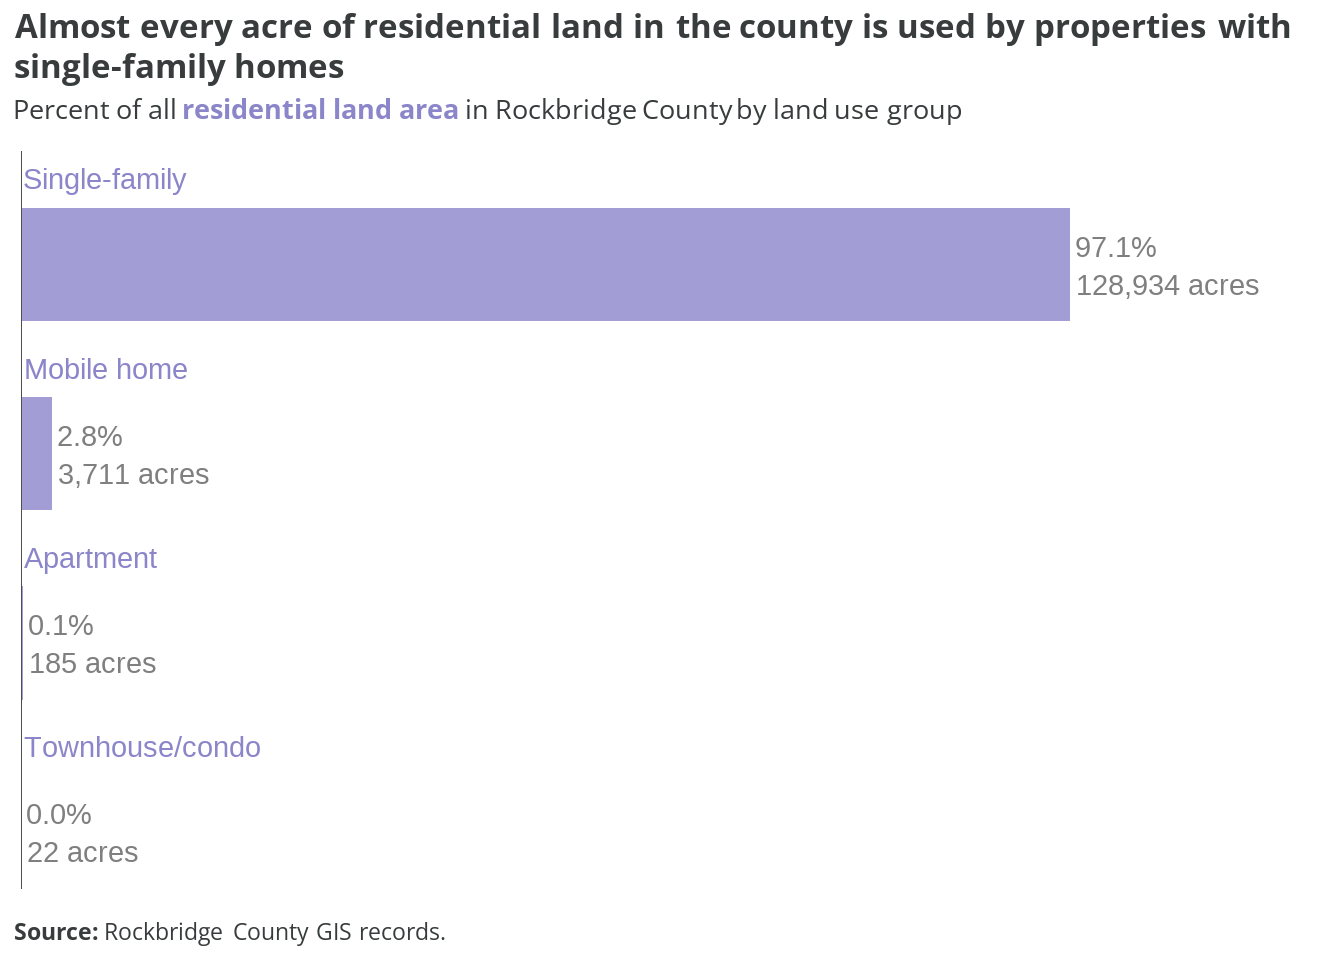 Almost every acre of residential land in the county is used by properties with
single-family homes
Percent of all residential land area in Rockbridge County by land use group
Single-family
97.1%
128,934 acres
Mobile home
2.8%
3,711 acres
Apartment
0.1%
185 acres
Townhouse/condo
0.0%
22 acres
Source: Rockbridge County GIS records.